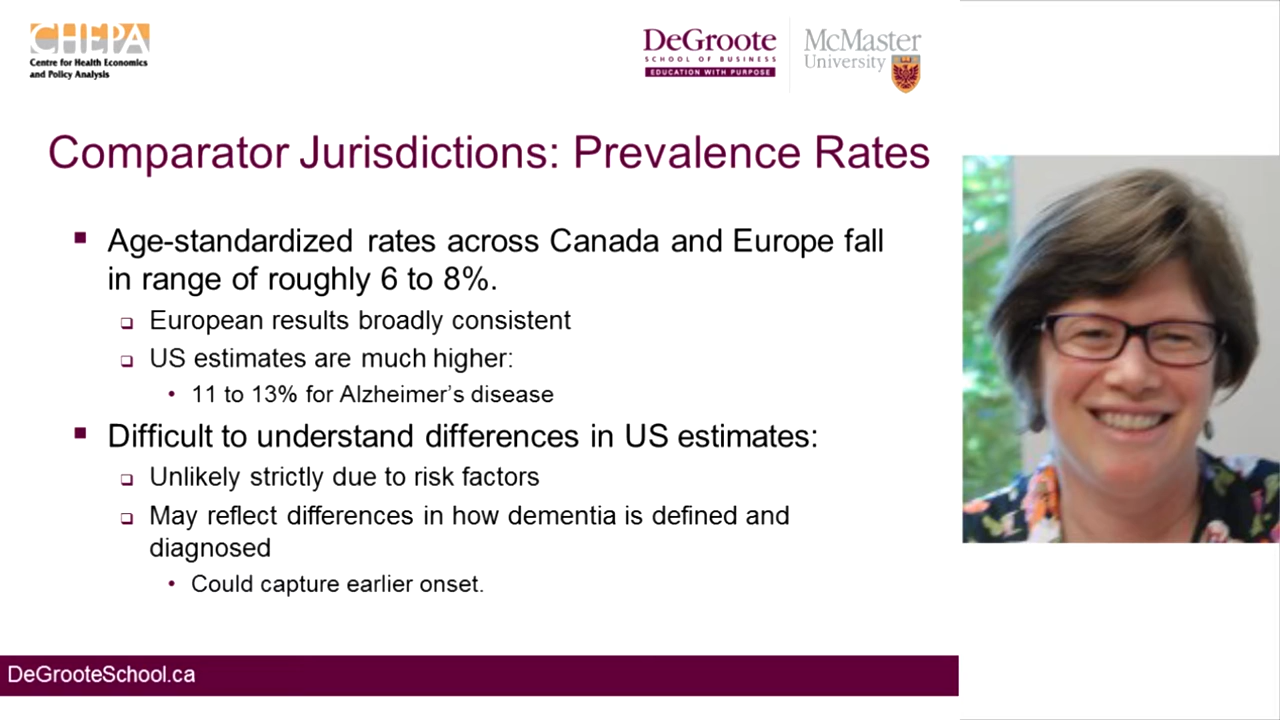 CHEPA
Centre for Health Economics
and Policy Analysis
DeGroote
SCHOOL OF BUSINESS
EDUCATION WITH PURPOSE
McMaster
University
Comparator Jurisdictions: Prevalence Rates
Age-standardized rates across Canada and Europe fall
in range of roughly 6 to 8%.
European results broadly consistent
US estimates are much higher:
• 11 to 13% for Alzheimer's disease
Difficult to understand differences in US estimates:
Unlikely strictly due to risk factors
May reflect differences in how dementia is defined and
diagnosed
• Could capture earlier onset.
DeGrooteSchool.ca